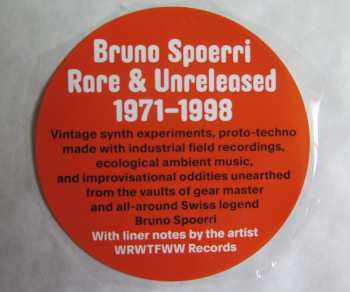 Bruno Spoerri
Rare & Unreleased
1971–1998
Vintage synth experiments, proto-techno
made with industrial field recordings,
ecological ambient music,
and improvisational oddities unearthed
from the vaults of gear master
and all-around Swiss legend
Bruno Spoerri
With liner notes by the artist
WRWTFWW Records